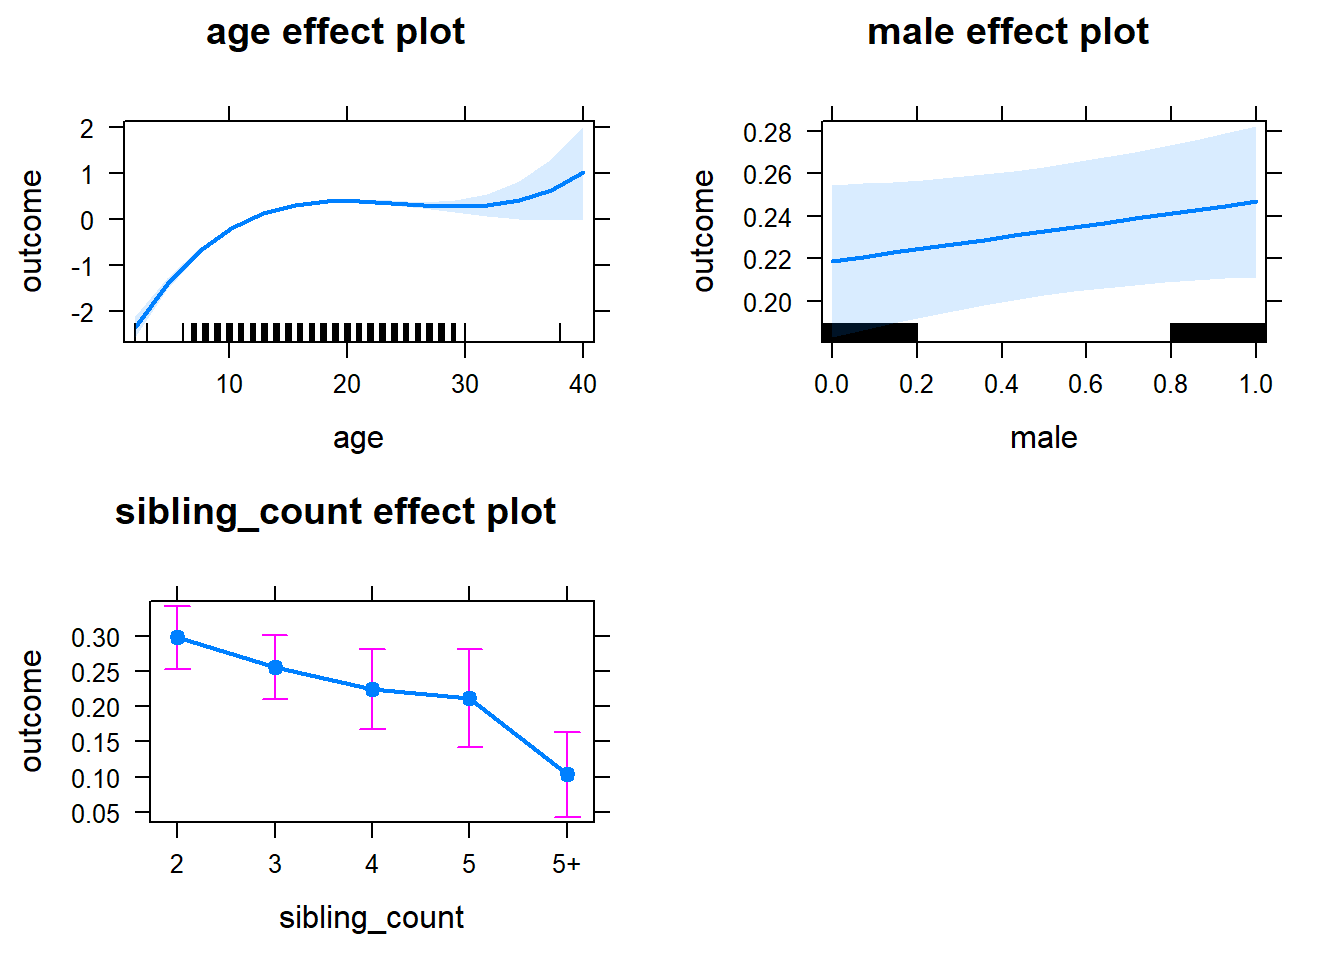 age effect plot
outcome
2
1
0
-1
-2
10 20 30 40
age
male effect plot
outcome
0.28
0.26
0.24
0.22
0.20
0.0 0.2 0.4 0.6 0.8 1.0
male
sibling_count effect plot
outcome
0.30
0.25
0.20
0.15
0.10
0.05
2 3 4 5 5+
sibling_count